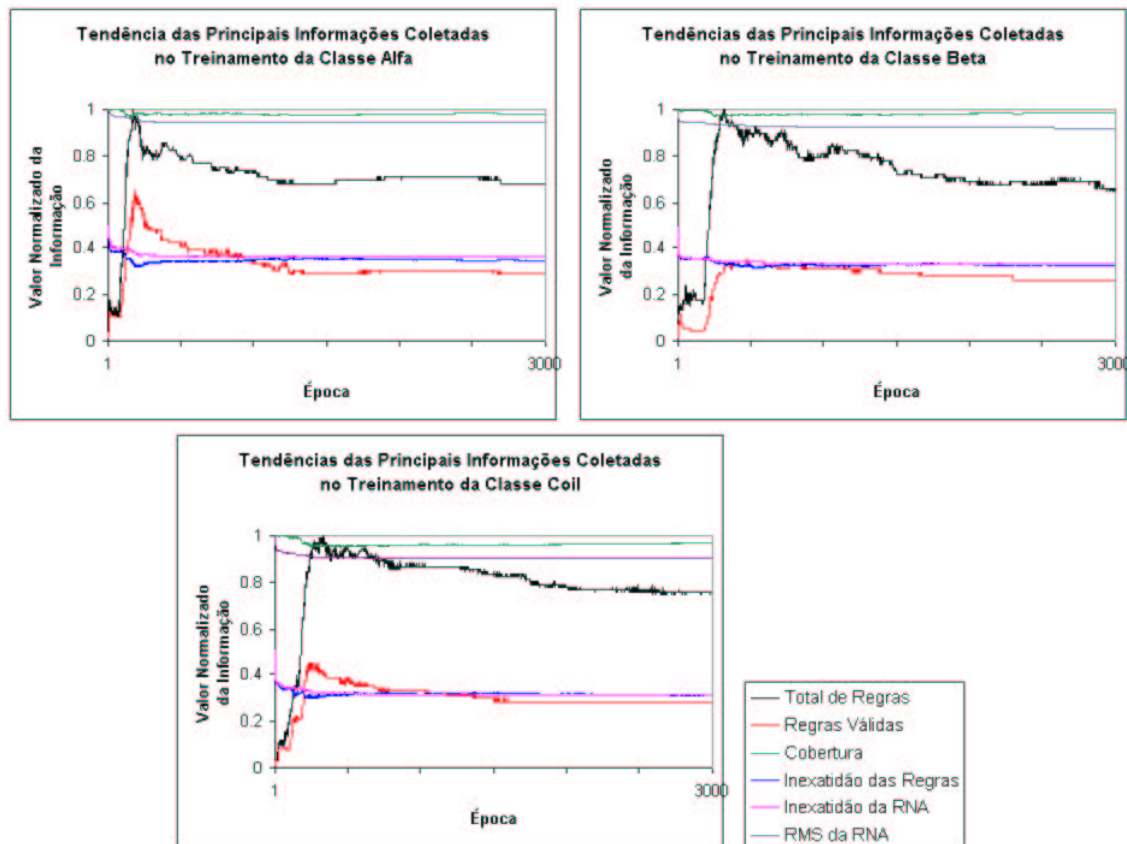 Tendência das Principais Informações Coletadas
no Treinamento da Classe Alfa
Valor Normalizado da
Informação
1
0.8
0.6
0.4
0.2
0
1
3000
Época
Tendências das Principais Informações Coletadas
no Treinamento da Classe Beta
Valor Normalizado
da Informação
1
0.8
0.6
0.4
0.2
0
1
3000
Época
Tendências das Principais Informações Coletadas
no Treinamento da Classe Coil
Valor Normalizado
da Informação
1
0.8
0.6
0.4
0.2
0
1
3000
Época
Total de Regras
Regras Válidas
Cobertura
Inexatidão das Regras
Inexatidão da RNA
RMS da RNA